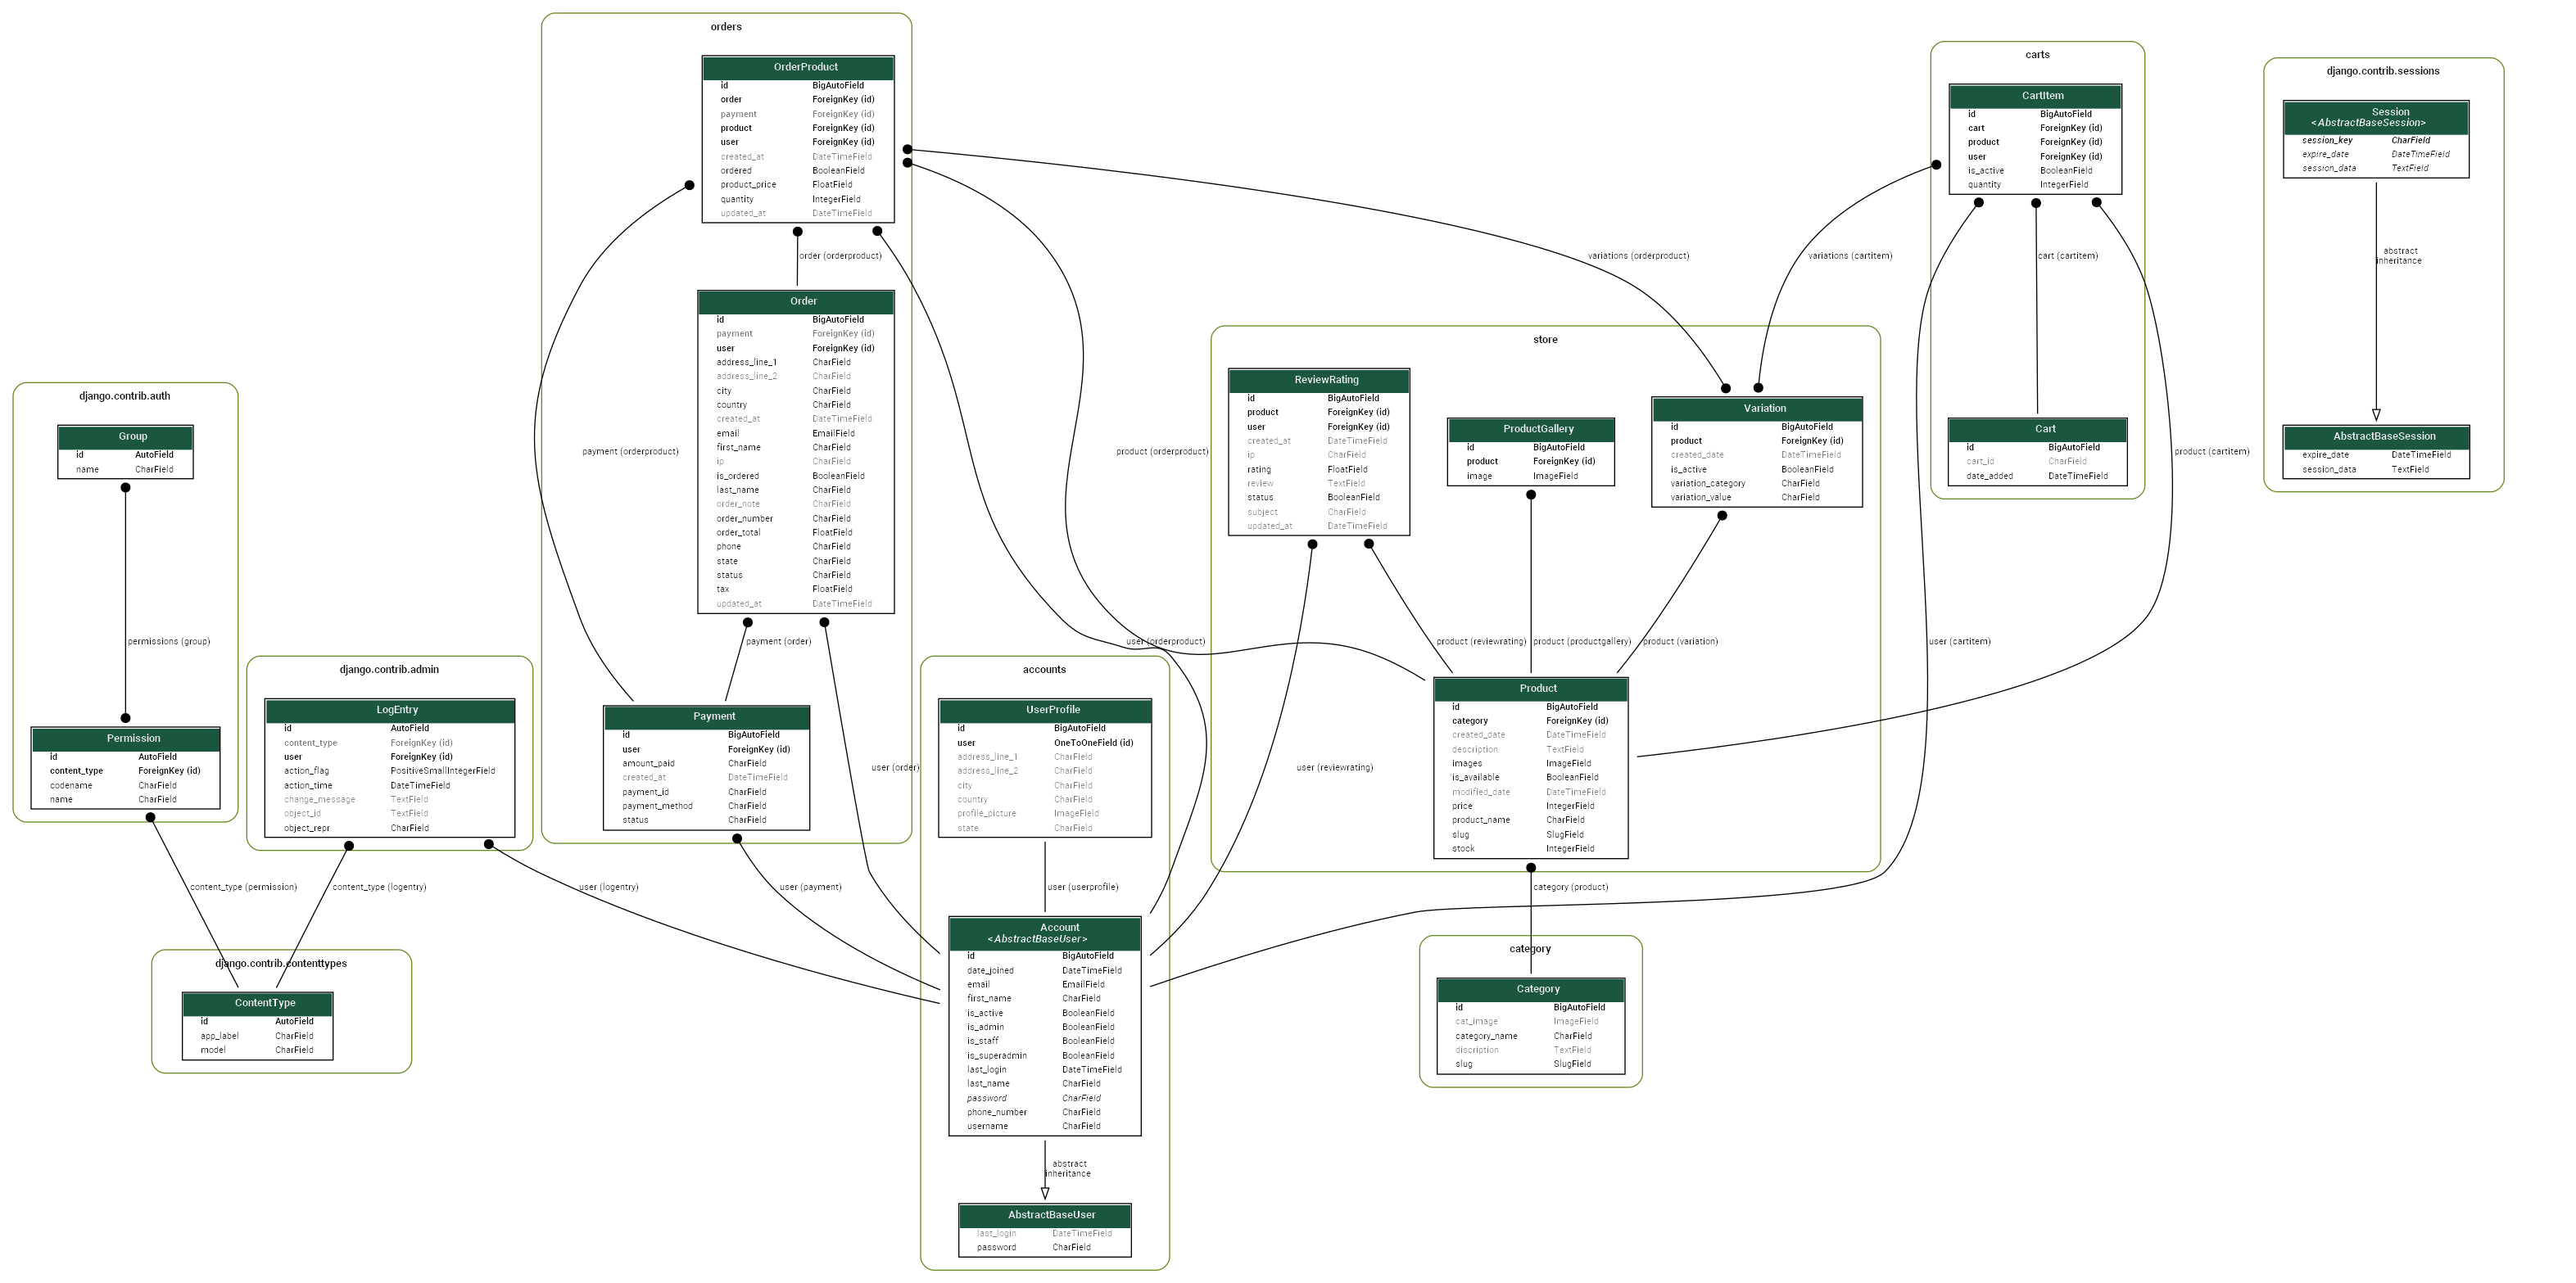 orders
OrderProduct
id BigAutoField
order ForeignKey (id)
payment ForeignKey (id)
product ForeignKey (id)
user ForeignKey (id)
created_at DateTimeField
ordered BooleanField
product_price FloatField
quantity IntegerField
updated_at DateTimeField
order (orderproduct)
Order
id BigAutoField
payment ForeignKey (id)
user ForeignKey (id)
address_line_1 CharField
address_line_2 CharField
city CharField
country CharField
created_at DateTimeField
email EmailField
first_name CharField
ip CharField
is_ordered BooleanField
last_name CharField
order_note CharField
order_number CharField
order_total FloatField
phone CharField
state CharField
status CharField
tax FloatField
updated_at DateTimeField
payment (orderproduct)
payment (order)
Payment
id BigAutoField
user ForeignKey (id)
amount_paid CharField
created_at DateTimeField
payment_id CharField
payment_method CharField
status CharField
user (order)
user (payment)
django.contrib.auth
Group
id AutoField
name CharField
permissions (group)
Permission
id AutoField
content_type ForeignKey (id)
codename CharField
name CharField
content_type (permission)
django.contrib.admin
LogEntry
id AutoField
content_type ForeignKey (id)
user ForeignKey (id)
action_flag PositiveSmallIntegerField
action_time DateTimeField
change_message TextField
object_id TextField
object_repr CharField
content_type (logentry)
user (logentry)
django.contrib.contenttypes
ContentType
id AutoField
app_label CharField
model CharField
accounts
UserProfile
id BigAutoField
user OneToOneField (id)
address_line_1 CharField
address_line_2 CharField
city CharField
country CharField
profile_picture ImageField
state CharField
user (userprofile)
Account
<AbstractBaseUser>
id BigAutoField
date_joined DateTimeField
email EmailField
first_name CharField
is_active BooleanField
is_admin BooleanField
is_staff BooleanField
is_superadmin BooleanField
last_login DateTimeField
last_name CharField
password CharField
phone_number CharField
username CharField
abstract
inheritance
AbstractBaseUser
last_login DateTimeField
password CharField
product (orderproduct)
user (orderproduct)
variations (orderproduct)
variations (cartitem)
store
ReviewRating
id BigAutoField
product ForeignKey (id)
user ForeignKey (id)
created_at DateTimeField
ip CharField
rating FloatField
review TextField
status BooleanField
subject CharField
updated_at DateTimeField
ProductGallery
id BigAutoField
product ForeignKey (id)
image ImageField
Variation
id BigAutoField
product ForeignKey (id)
created_date DateTimeField
is_active BooleanField
variation_category CharField
variation_value CharField
product (reviewrating)
product (productgallery)
product (variation)
user (reviewrating)
Product
id BigAutoField
category ForeignKey (id)
created_date DateTimeField
description TextField
images ImageField
is_available BooleanField
modified_date DateTimeField
price IntegerField
product_name CharField
slug SlugField
stock IntegerField
category (product)
category
Category
id BigAutoField
cat_image ImageField
category_name CharField
discription TextField
slug SlugField
carts
CartItem
id BigAutoField
cart ForeignKey (id)
product ForeignKey (id)
user ForeignKey (id)
is_active BooleanField
quantity IntegerField
cart (cartitem)
Cart
id BigAutoField
cart_id CharField
date_added DateTimeField
product (cartitem)
user (cartitem)
django.contrib.sessions
Session
<AbstractBaseSession>
session_key CharField
expire_date DateTimeField
session_data TextField
abstract
inheritance
AbstractBaseSession
expire_date DateTimeField
session_data TextField